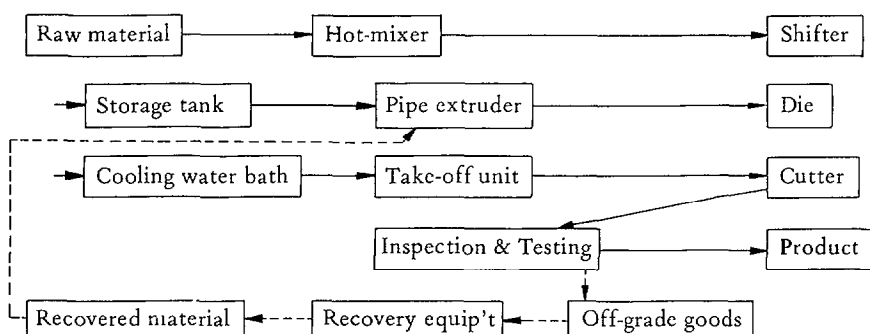 Raw material Hot-mixer Shifter
Storage tank Pipe extruder Die
Cooling water bath Take-off unit Cutter
Inspection & Testing Product
Recovered material Recovery equip't Off-grade goods